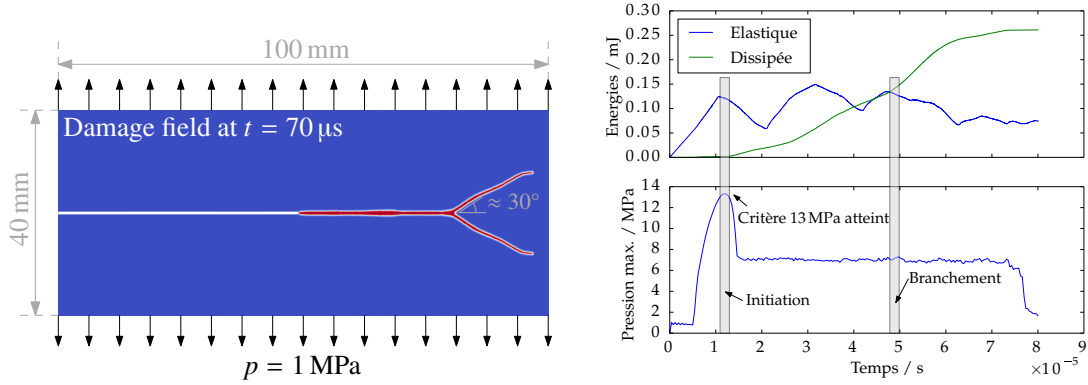 100 mm
Damage field at t = 70 µs
40 mm
≈ 30°
p = 1 MPa
Energies / mJ
0.30
0.25
0.20
0.15
0.10
0.05
0.00
Elastique
Dissipée
Pression max. / MPa
14
12
10
8
6
4
2
0
Critère 13 MPa atteint
Branchement
Initiation
0 1 2 3 4 5 6 7 8 9
Temps / s
×10⁻⁵